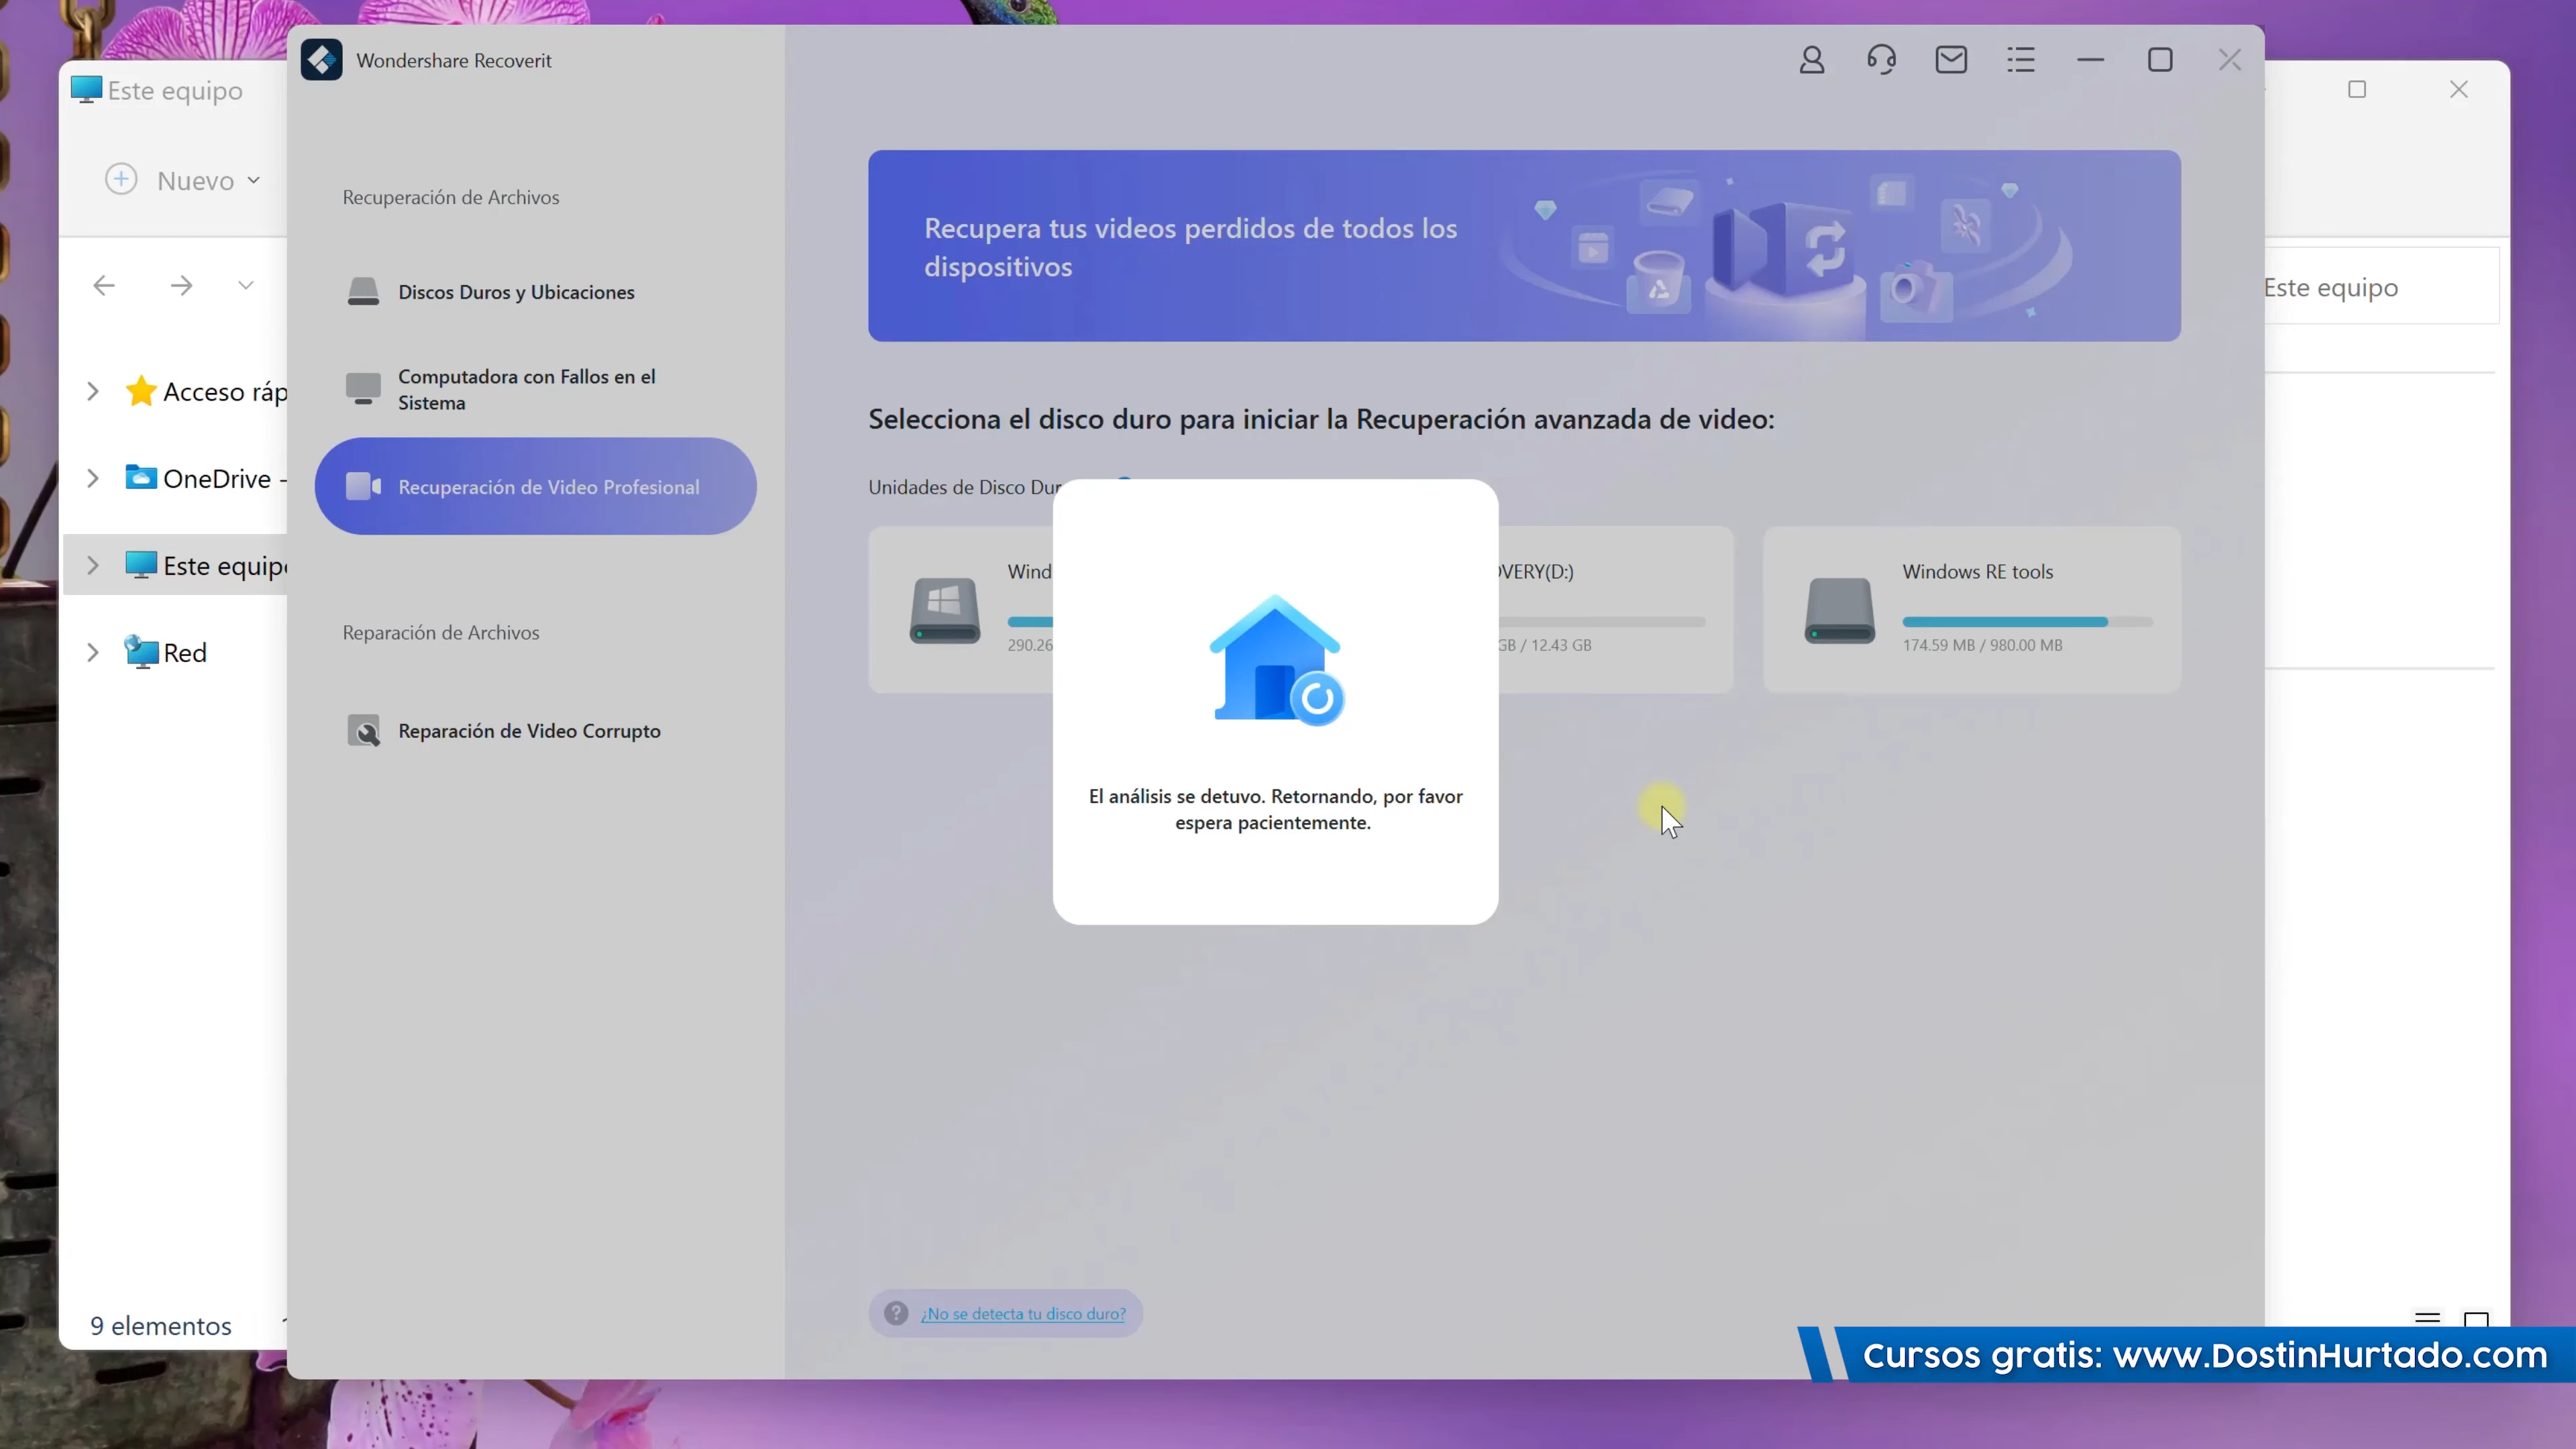 Wondershare Recoverit
Este equipo
Nuevo
Recuperación de Archivos
Recupera tus videos perdidos de todos los
dispositivos
Discos Duros y Ubicaciones
Este equipo
Computadora con Fallos en el
Sistema
Acceso ráp
Selecciona el disco duro para iniciar la Recuperación avanzada de video:
OneDrive -
Recuperación de Video Profesional
Unidades de Disco Dur
Este equipo
Wind
OVERY(D:)
Windows RE tools
290.26
GB / 12.43 GB
174.59 MB / 980.00 MB
Reparación de Archivos
Red
Reparación de Video Corrupto
El análisis se detuvo. Retornando, por favor
espera pacientemente.
¿No se detecta tu disco duro?
9 elementos
Cursos gratis: www.DostinHurtado.com